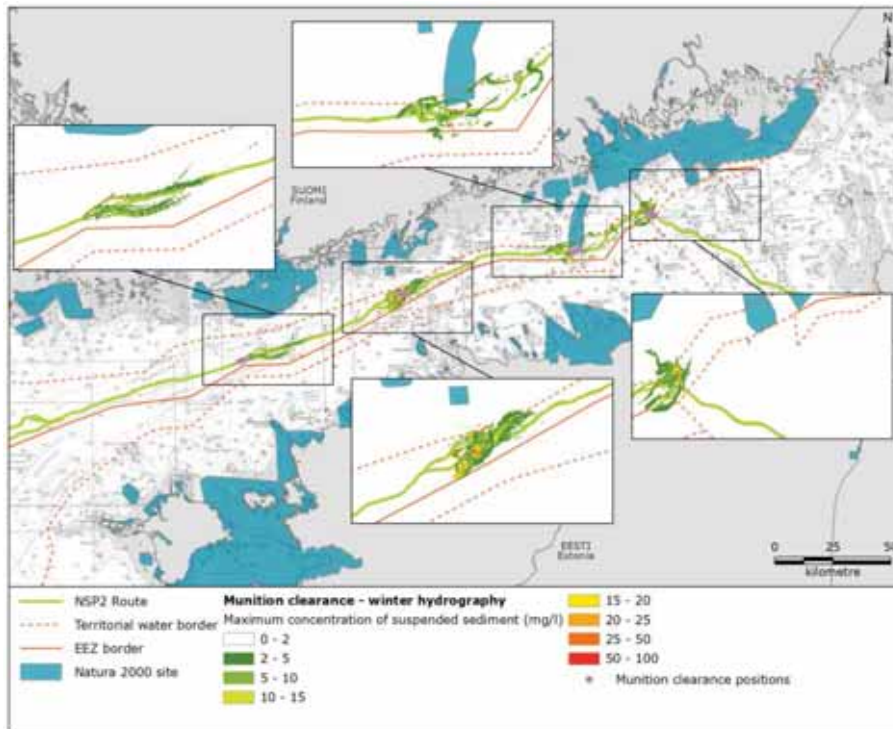 N
SUOMI
Finland
EESTI
Estonia
0 25 50
kilometre
NSP2 Route
Territorial water border
EEZ border
Natura 2000 site
Munition clearance - winter hydrography
Maximum concentration of suspended sediment (mg/l)
0 - 2
2 - 5
5 - 10
10 - 15
15 - 20
20 - 25
25 - 50
50 - 100
Munition clearance positions